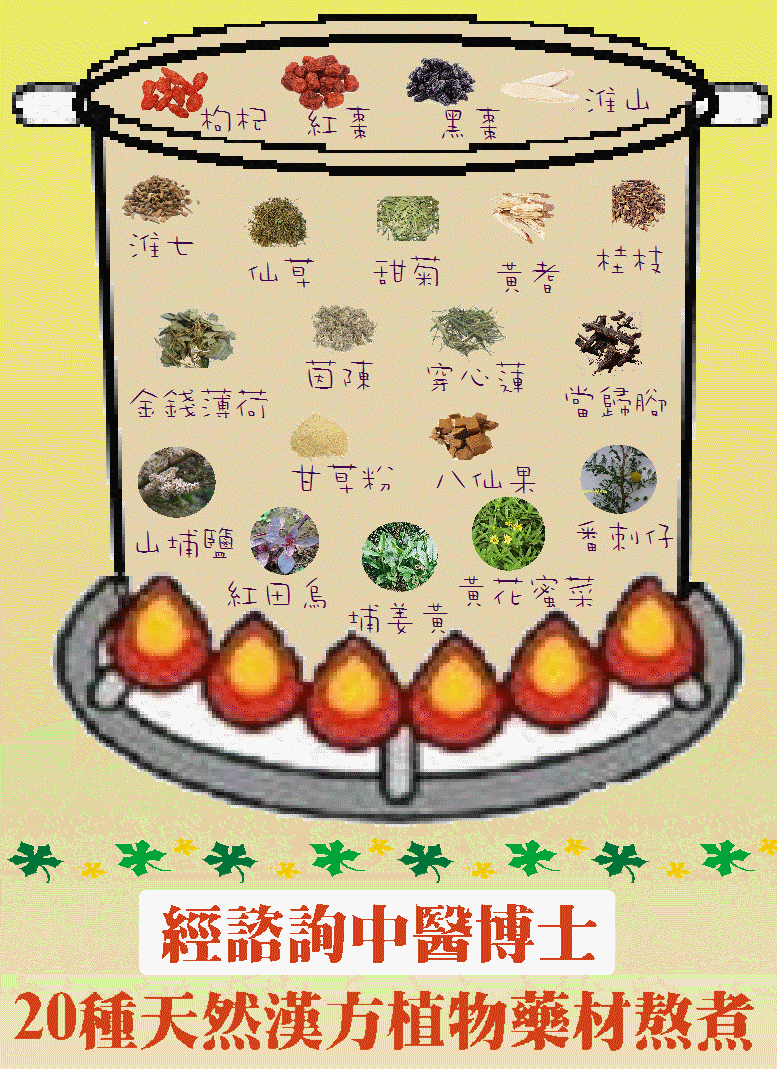 枸杞 紅棗 黑棗 淮山
淮七 仙草 甜菊 黃耆 桂枝
金錢薄荷 茵陳 穿心蓮 當歸腳
甘草粉 八仙果
山埔鹽 紅田烏 埔姜黃 黃花蜜菜 番刺仔
經諮詢中醫博士
20種天然漢方植物藥材熬煮